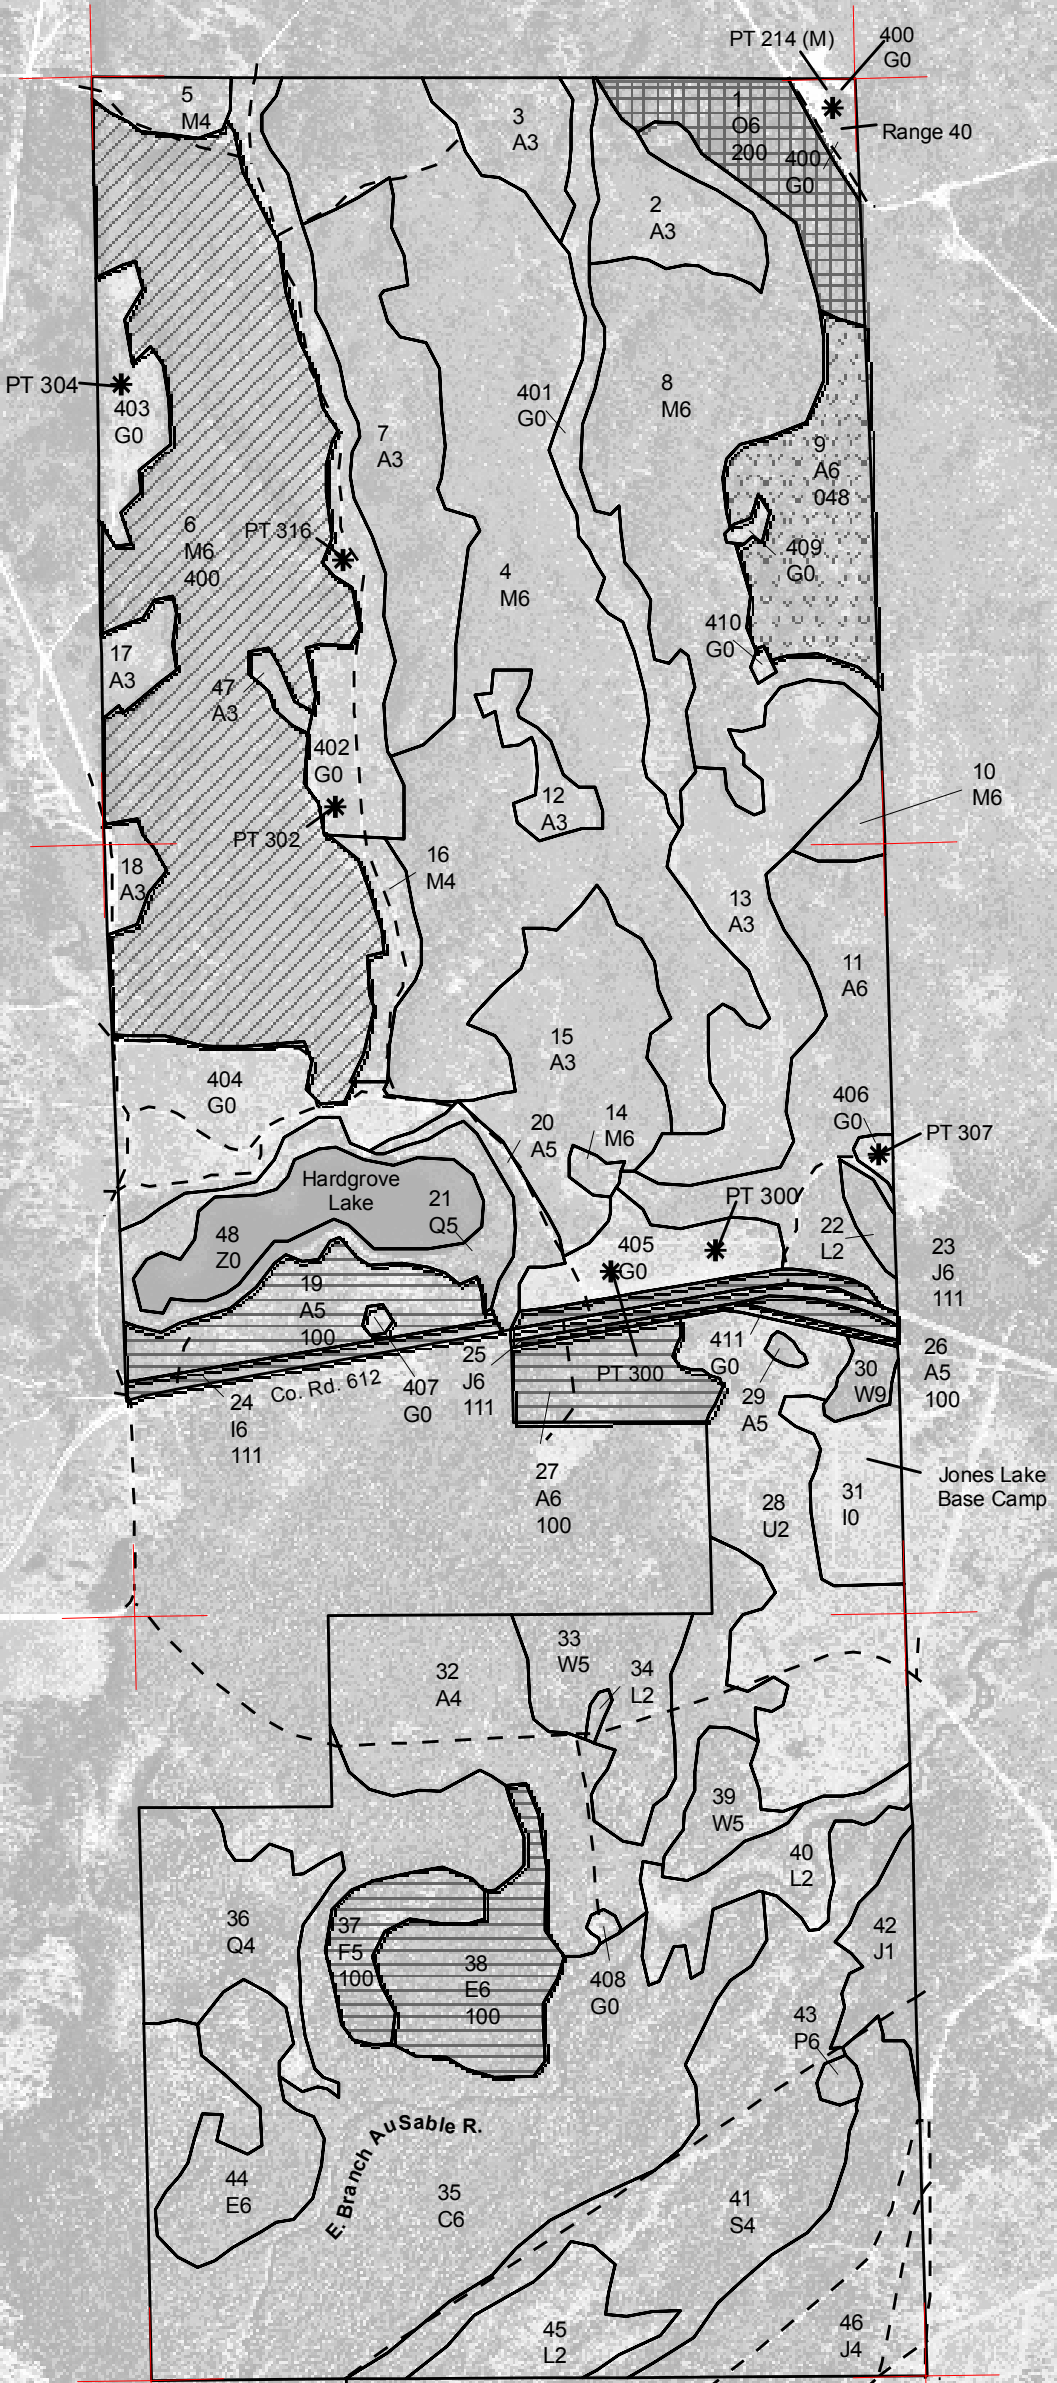 PT 214 (M)
400
G0
5
M4
3
A3
1
O6
200
Range 40
400
G0
2
A3
PT 304
403
G0
401
G0
8
M6
7
A3
9
A6
048
6
M6
400
PT 316
409
G0
4
M6
410
G0
17
A3
47
A3
402
G0
10
M6
12
A3
PT 302
16
M4
18
A3
13
A3
11
A6
15
A3
404
G0
14
M6
20
A5
406
G0
PT 307
Hardgrove
Lake
21
Q5
PT 300
48
Z0
405
G0
22
L2
23
J6
111
19
A5
100
411
G0
26
A5
100
25
J6
111
PT 300
30
W9
Co. Rd. 612
407
G0
29
A5
24
I6
111
27
A6
100
Jones Lake
Base Camp
28
U2
31
I0
33
W5
34
L2
32
A4
39
W5
40
L2
36
Q4
37
F5
100
42
J1
38
E6
100
408
G0
43
P6
E. Branch AuSable R.
44
E6
35
C6
41
S4
45
L2
46
J4